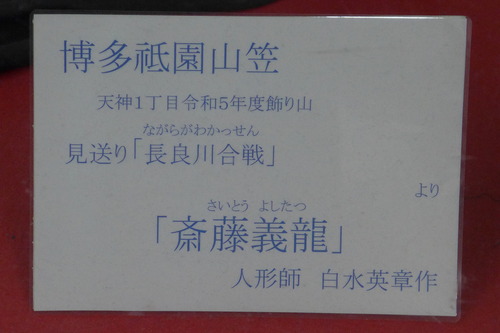 博多祇園山笠
天神1丁目令和5年度飾り山
ながらがわかっせん
見送り「長良川合戦」
より
さいとう よしたつ
「斎藤義龍」
人形師 白水英章作